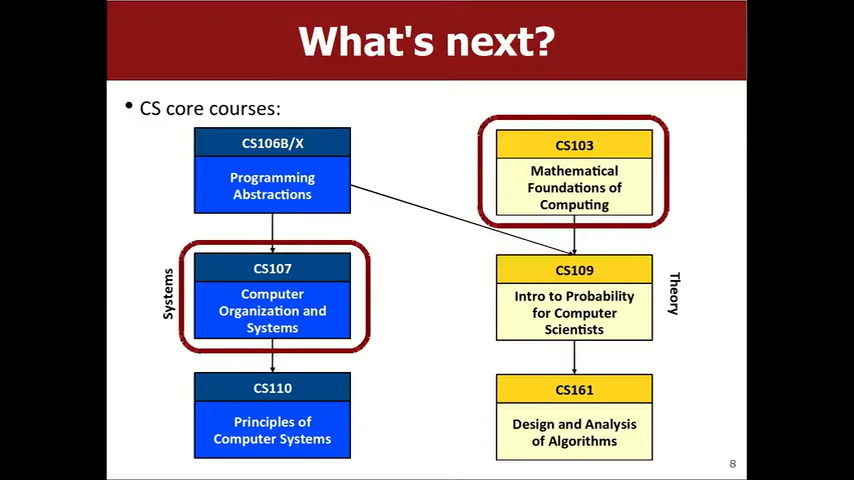 What's next?
• CS core courses:
CS106B/X
Programming
Abstractions
CS103
Mathematical
Foundations of
Computing
Systems
CS107
Computer
Organization and
Systems
CS109
Intro to Probability
for Computer
Scientists
Theory
CS110
Principles of
Computer Systems
CS161
Design and Analysis
of Algorithms
8